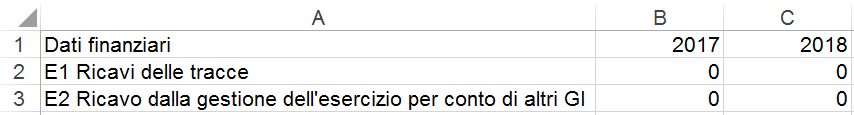 A B C
1 Dati finanziari 2017 2018
2 E1 Ricavi delle tracce 0 0
3 E2 Ricavo dalla gestione dell'esercizio per conto di altri GI 0 0